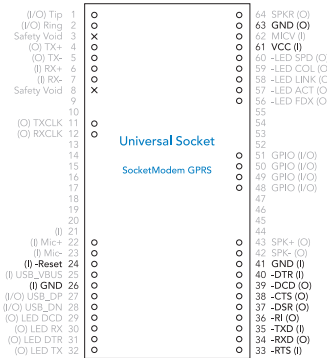 (I/O) Tip 1
(I/O) Ring 2
Safety Void 3
(O) TX+ 4
(O) TX- 5
(I) RX+ 6
(I) RX- 7
Safety Void 8
9
10
(O) TXCLK 11
(O) RXCLK 12
13
14
15
16
17
18
19
20
(I) 21
(I) Mic+ 22
(I) Mic- 23
(I) -Reset 24
(I) USB_VBUS 25
(I) GND 26
(I/O) USB_DP 27
(I/O) USB_DN 28
(O) LED DCD 29
(O) LED RX 30
(O) LED DTR 31
(O) LED TX 32
Universal Socket
SocketModem GPRS
64 SPKR (O)
63 GND (O)
62 MICV (I)
61 VCC (I)
60 -LED SPD (O
59 -LED COL (O
58 -LED LINK (O
57 -LED ACT (O
56 -LED FDX (O
55
54
53
52
51 GPIO (I/O)
50 GPIO (I/O)
49 GPIO (I/O)
48 GPIO (I/O)
47
46
45
44
43 SPK+ (O)
42 SPK- (O)
41 GND (I)
40 -DTR (I)
39 -DCD (O)
38 -CTS (O)
37 -DSR (O)
36 -RI (O)
35 -TXD (I)
34 -RXD (O)
33 -RTS (I)